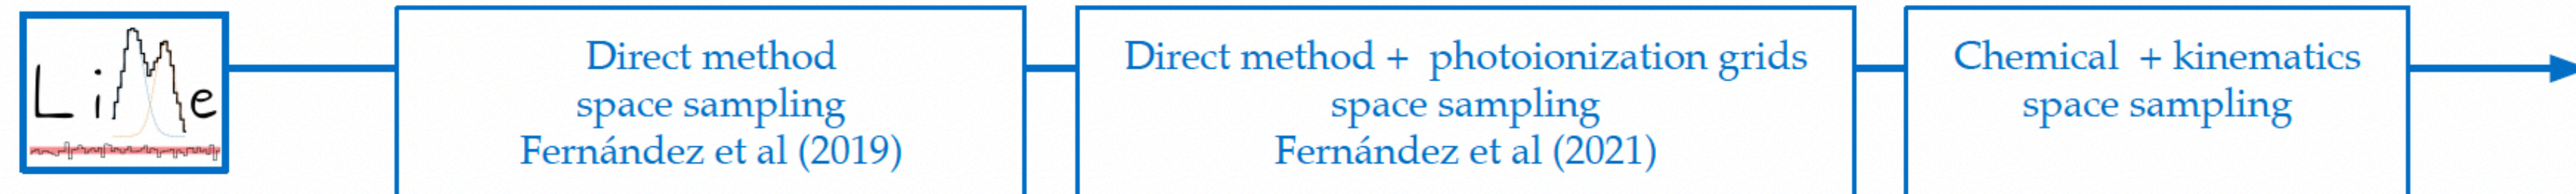 LiMe
Direct method
space sampling
Fernández et al (2019)
Direct method + photoionization grids
space sampling
Fernández et al (2021)
Chemical + kinematics
space sampling